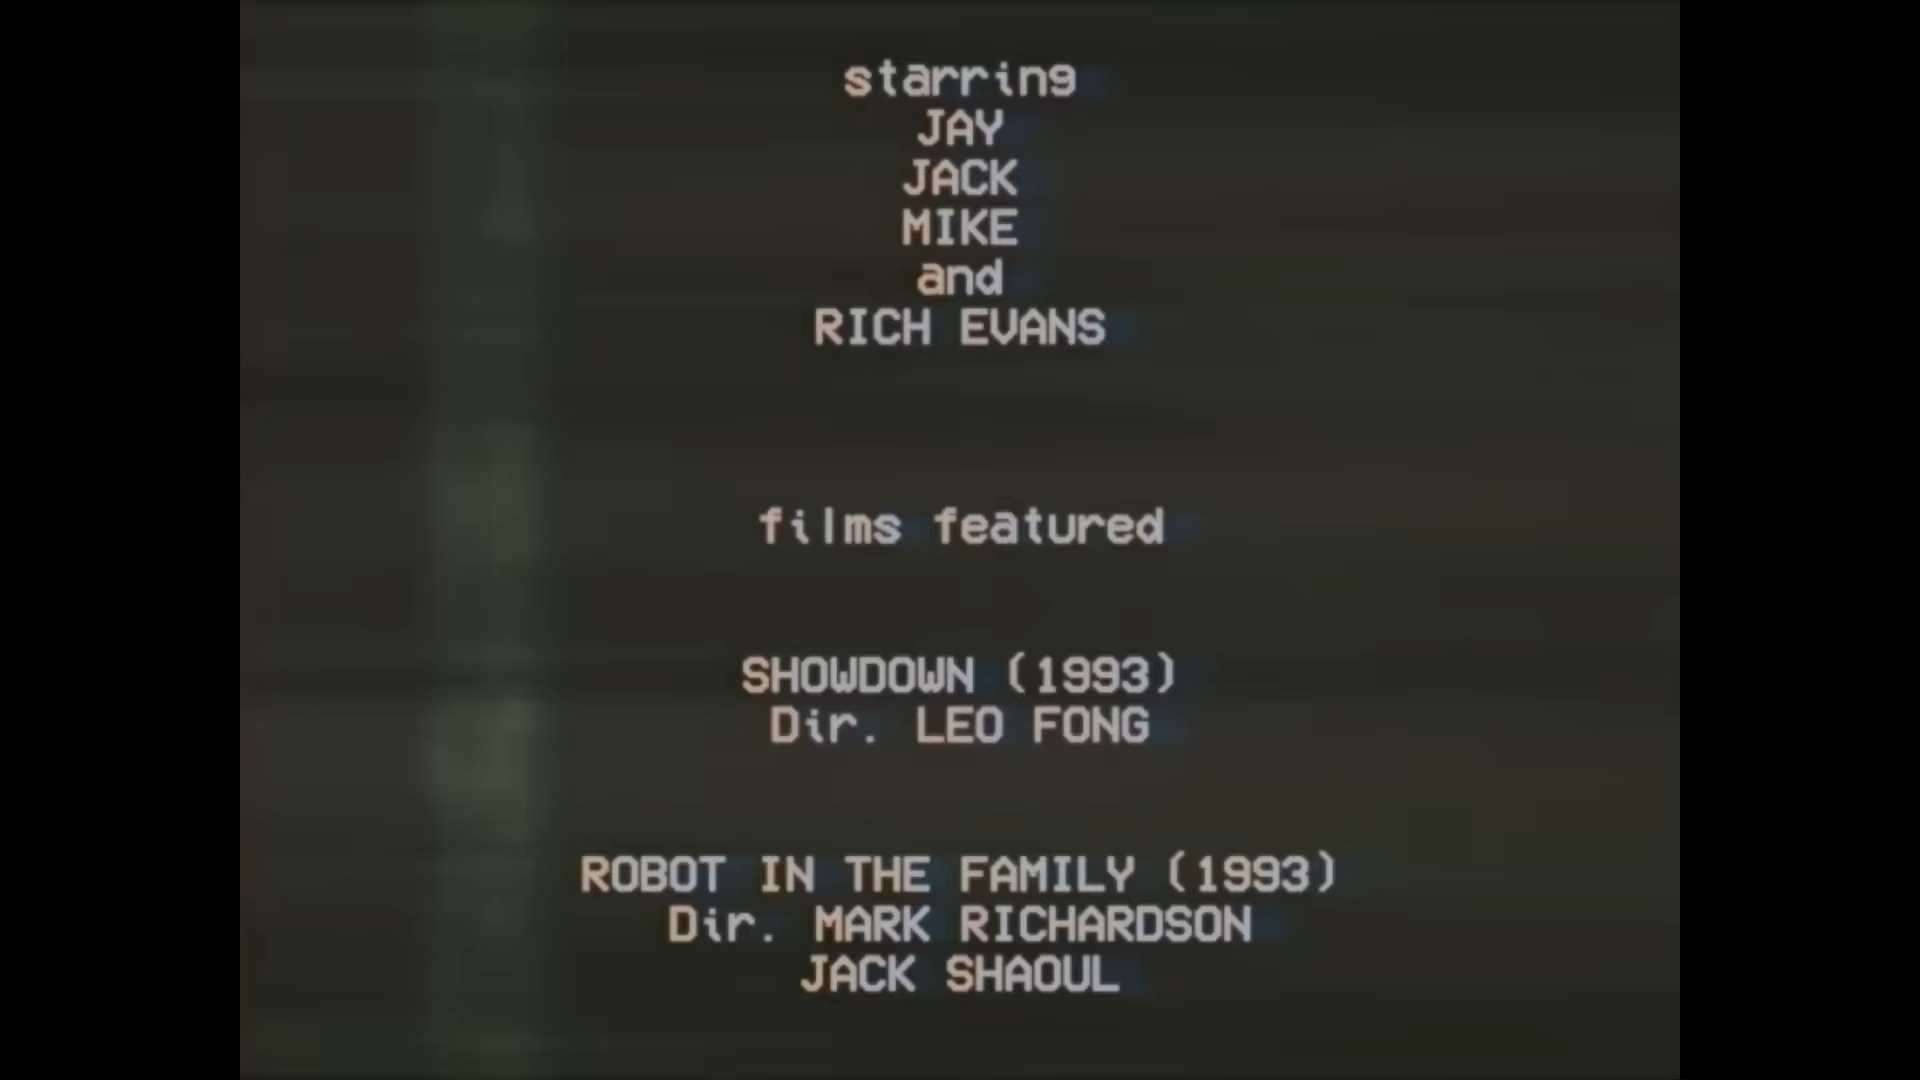 starring
JAY
JACK
MIKE
and
RICH EVANS
films featured
SHOWDOWN (1993)
Dir. LEO FONG
ROBOT IN THE FAMILY (1993)
Dir. MARK RICHARDSON
JACK SHAOUL